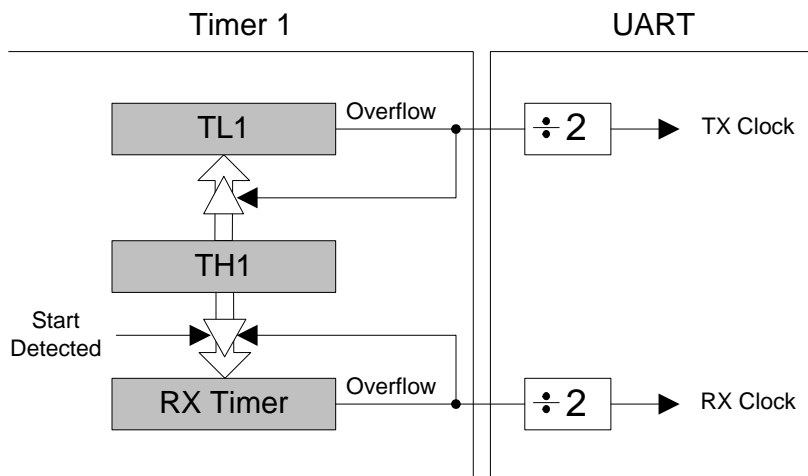 Timer 1
UART
TL1
Overflow
÷ 2
TX Clock
TH1
Start
Detected
RX Timer
Overflow
÷ 2
RX Clock